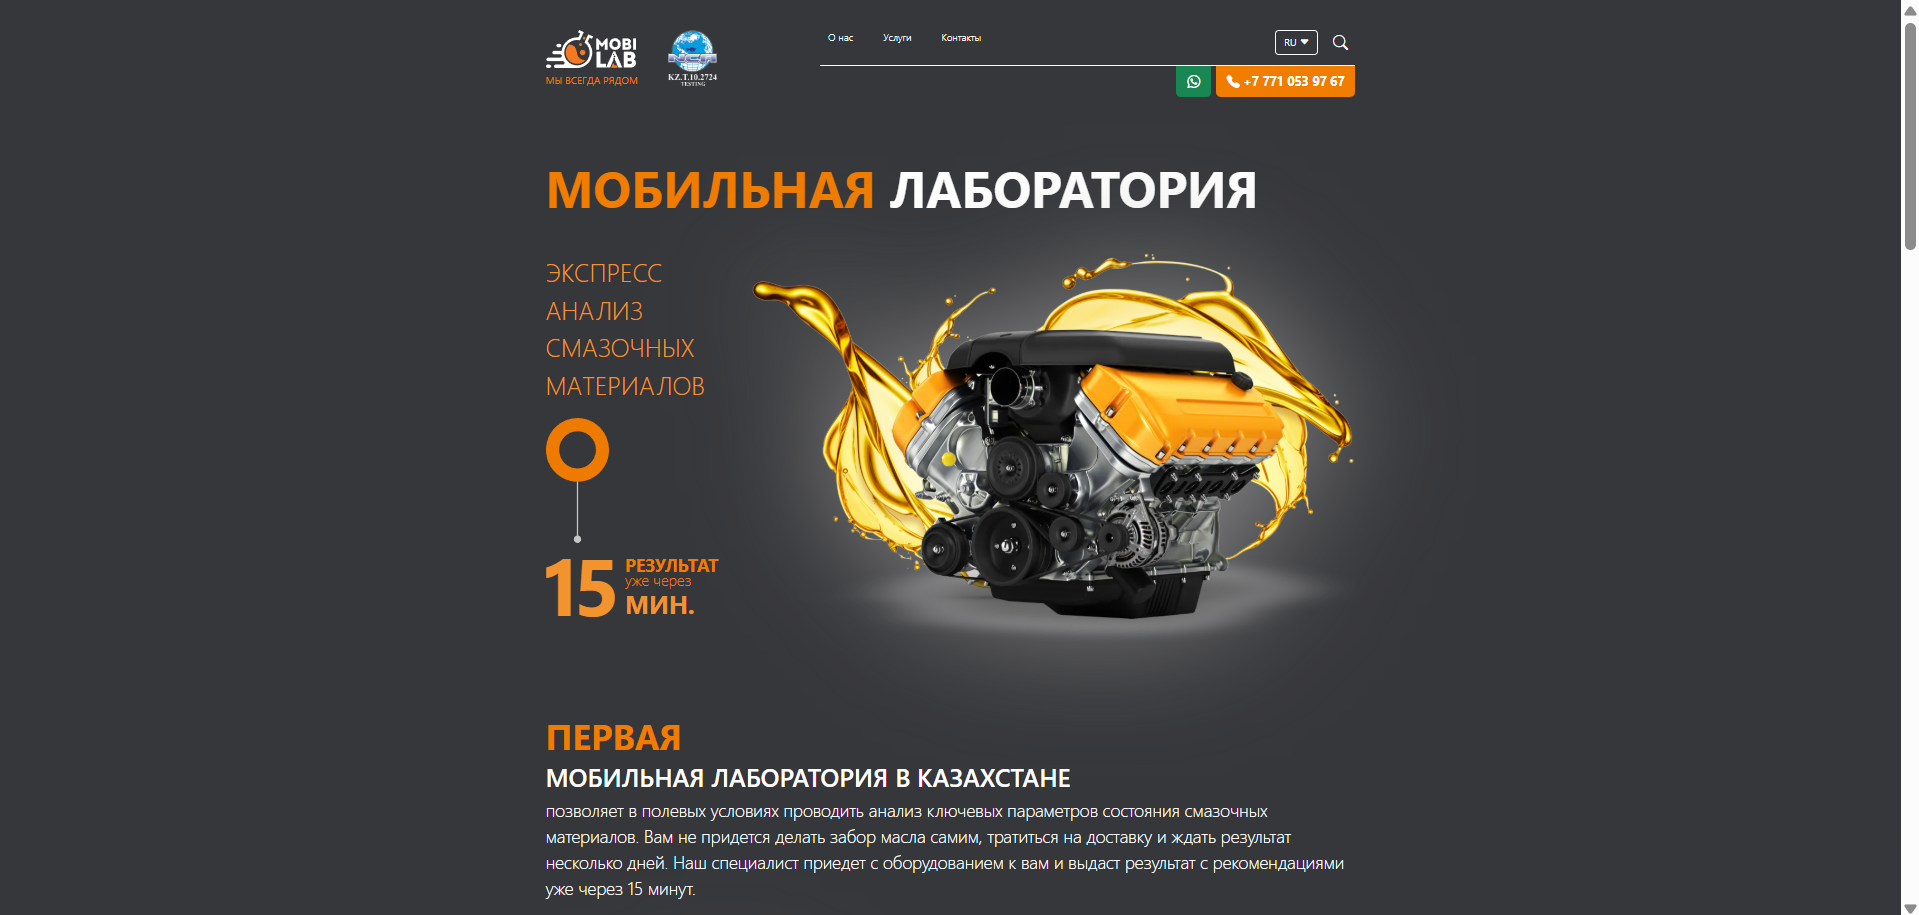 MOBI
LAB
МЫ ВСЕГДА РЯДОМ
NCA
KZ.T.10.2724
TESTING
О нас
Услуги
Контакты
RU
+7 771 053 97 67
МОБИЛЬНАЯ ЛАБОРАТОРИЯ
ЭКСПРЕСС
АНАЛИЗ
СМАЗОЧНЫХ
МАТЕРИАЛОВ
15
РЕЗУЛЬТАТ
уже через
МИН.
ПЕРВАЯ
МОБИЛЬНАЯ ЛАБОРАТОРИЯ В КАЗАХСТАНЕ
позволяет в полевых условиях проводить анализ ключевых параметров состояния смазочных
материалов. Вам не придется делать забор масла самим, тратиться на доставку и ждать результат
несколько дней. Наш специалист приедет с оборудованием к вам и выдаст результат с рекомендациями
уже через 15 минут.